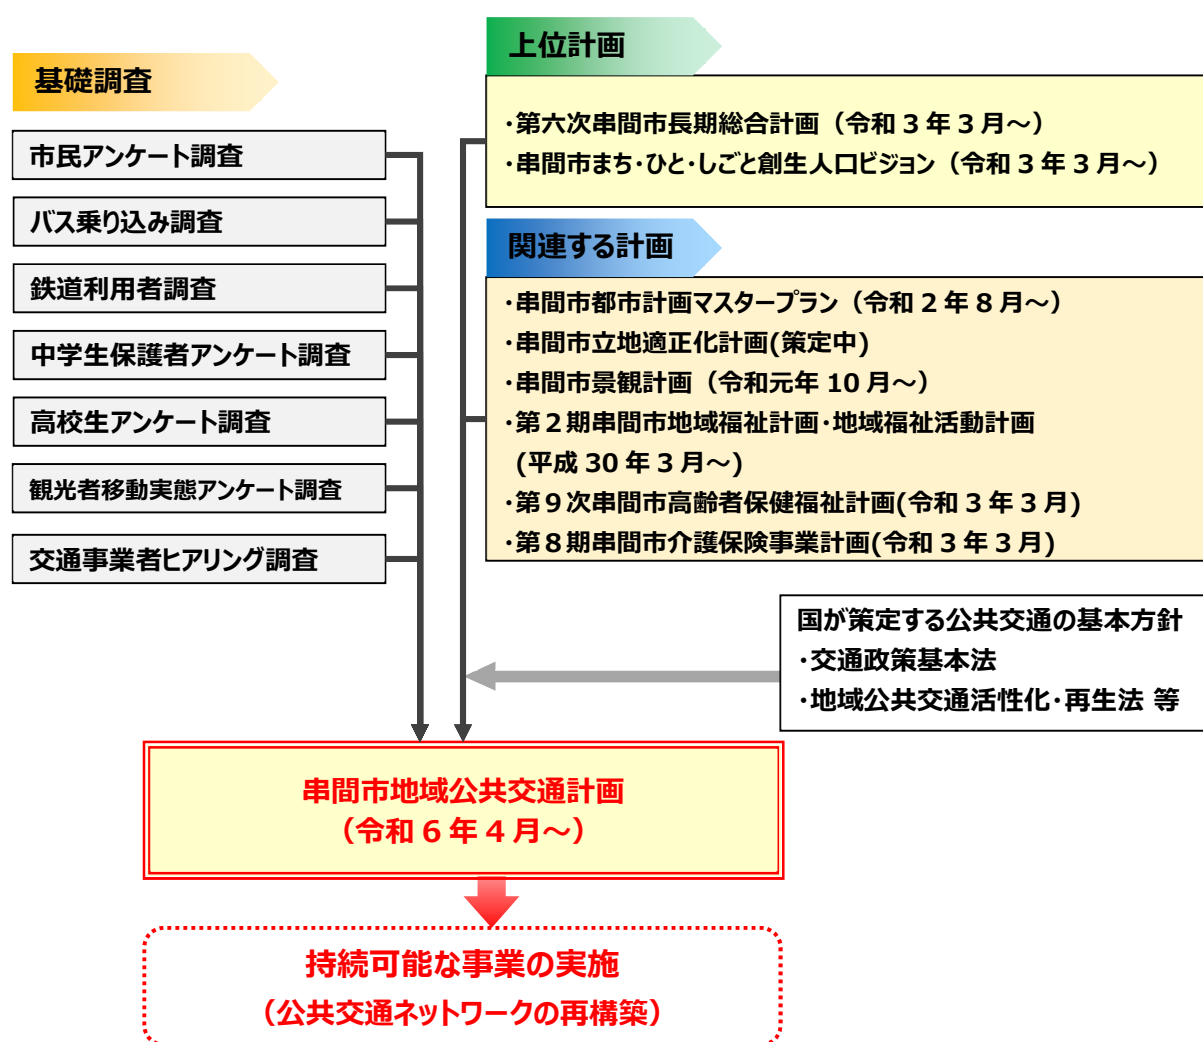 基礎調査
市民アンケート調査
バス乗り込み調査
鉄道利用者調査
中学生保護者アンケート調査
高校生アンケート調査
観光者移動実態アンケート調査
交通事業者ヒアリング調査
上位計画
・第六次串間市長期総合計画（令和3年3月～）
・串間市まち・ひと・しごと創生人口ビジョン（令和3年3月～）
関連する計画
・串間市都市計画マスタープラン（令和2年8月～）
・串間市立地適正化計画(策定中)
・串間市景観計画（令和元年10月～）
・第２期串間市地域福祉計画・地域福祉活動計画
(平成30年3月～)
・第９次串間市高齢者保健福祉計画(令和3年3月)
・第８期串間市介護保険事業計画(令和3年3月)
国が策定する公共交通の基本方針
・交通政策基本法
・地域公共交通活性化・再生法 等
串間市地域公共交通計画
（令和6年4月～）
持続可能な事業の実施
（公共交通ネットワークの再構築）